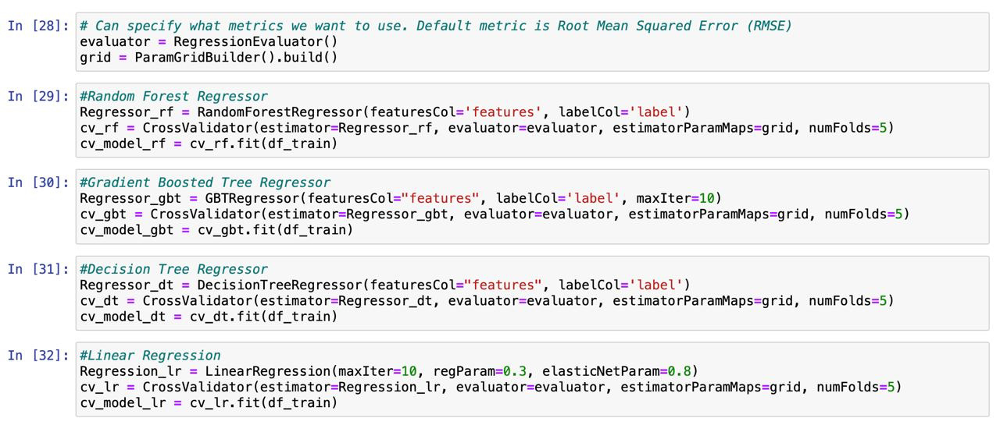 In [28]: # Can specify what metrics we want to use. Default metric is Root Mean Squared Error (RMSE)
evaluator = RegressionEvaluator()
grid = ParamGridBuilder().build()
In [29]: #Random Forest Regressor
Regressor_rf = RandomForestRegressor(featuresCol='features', labelCol='label')
cv_rf = CrossValidator(estimator=Regressor_rf, evaluator=evaluator, estimatorParamMaps=grid, numFolds=5)
cv_model_rf = cv_rf.fit(df_train)
In [30]: #Gradient Boosted Tree Regressor
Regressor_gbt = GBTRegressor(featuresCol="features", labelCol='label', maxIter=10)
cv_gbt = CrossValidator(estimator=Regressor_gbt, evaluator=evaluator, estimatorParamMaps=grid, numFolds=5)
cv_model_gbt = cv_gbt.fit(df_train)
In [31]: #Decision Tree Regressor
Regressor_dt = DecisionTreeRegressor(featuresCol="features", labelCol='label')
cv_dt = CrossValidator(estimator=Regressor_dt, evaluator=evaluator, estimatorParamMaps=grid, numFolds=5)
cv_model_dt = cv_dt.fit(df_train)
In [32]: #Linear Regression
Regression_lr = LinearRegression(maxIter=10, regParam=0.3, elasticNetParam=0.8)
cv_lr = CrossValidator(estimator=Regression_lr, evaluator=evaluator, estimatorParamMaps=grid, numFolds=5)
cv_model_lr = cv_lr.fit(df_train)